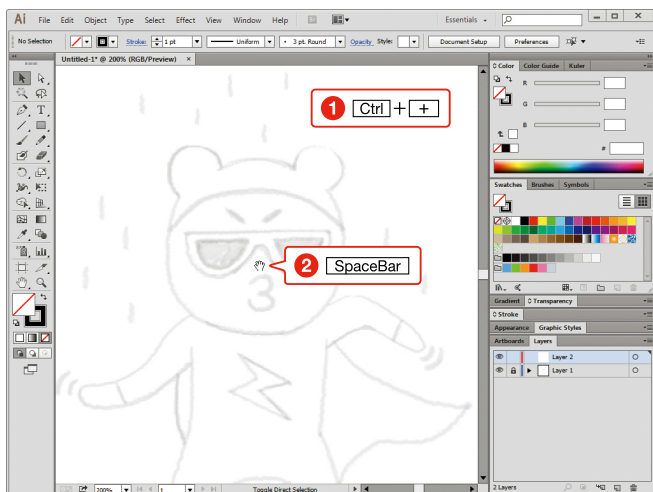 Ai File Edit Object Type Select Effect View Window Help Essentials
No Selection Stroke: 1 pt Uniform 3 pt. Round Opacity Style: Document Setup Preferences
Untitled-1* @ 200% (RGB/Preview) ×
1 Ctrl + +
2 SpaceBar
Color Color Guide Kuler
R
G
B
#
Swatches Brushes Symbols
Gradient Transparency
Stroke
Appearance Graphic Styles
Artboards Layers
Layer 2
Layer 1
2 Layers
200% 1 Toggle Direct Selection